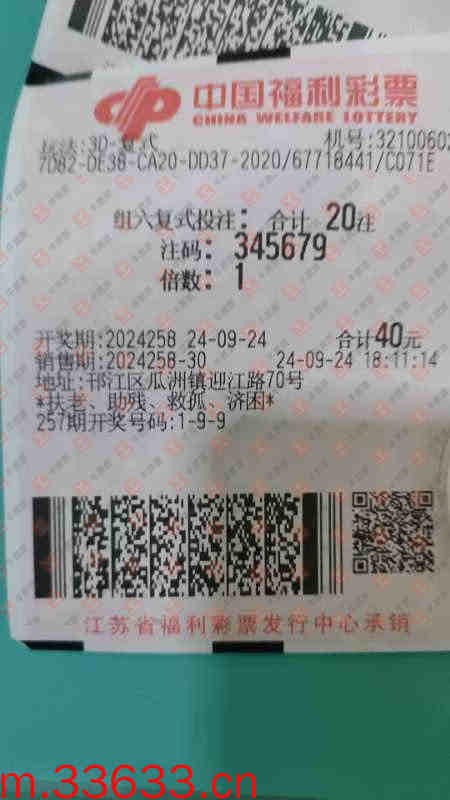 中国福利彩票
CHINA WELFARE LOTTERY
玩法:3D-复式 机号:32100602
7D82-DE38-CA20-DD37-2020/67718441/C071E
组六复式投注: 合计 20注
注码: 345679
倍数: 1
开奖期:2024258 24-09-24 合计40元
销售期:2024258-30 24-09-24 18:11:14
地址:邗江区瓜洲镇迎江路70号
*扶老、助残、救孤、济困*
257期开奖号码:1-9-9
江苏省福利彩票发行中心承销
m.33633.cn